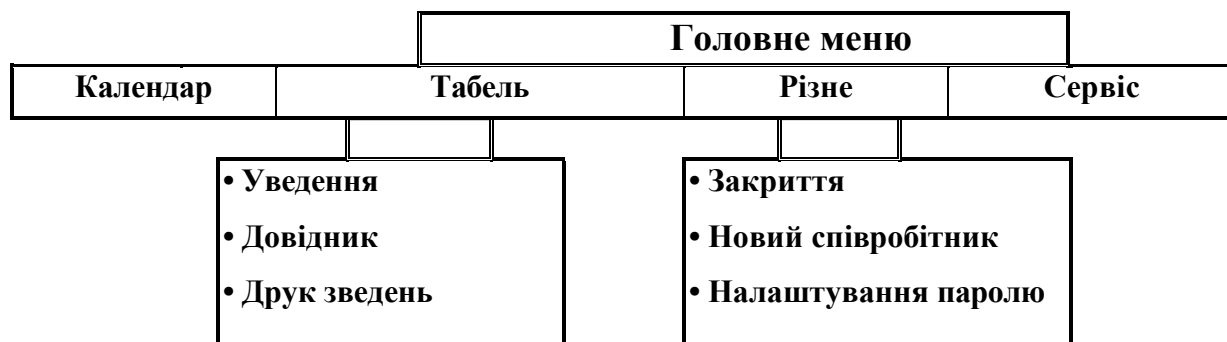 Головне меню
Календар Табель Різне Сервіс
• Уведення
• Довідник
• Друк зведень
• Закриття
• Новий співробітник
• Налаштування паролю